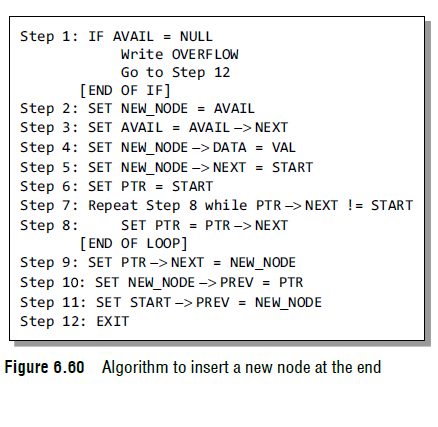 Step 1: IF AVAIL = NULL
Write OVERFLOW
Go to Step 12
[END OF IF]
Step 2: SET NEW_NODE = AVAIL
Step 3: SET AVAIL = AVAIL -> NEXT
Step 4: SET NEW_NODE -> DATA = VAL
Step 5: SET NEW_NODE -> NEXT = START
Step 6: SET PTR = START
Step 7: Repeat Step 8 while PTR -> NEXT != START
Step 8: SET PTR = PTR -> NEXT
[END OF LOOP]
Step 9: SET PTR -> NEXT = NEW_NODE
Step 10: SET NEW_NODE -> PREV = PTR
Step 11: SET START -> PREV = NEW_NODE
Step 12: EXIT
Figure 6.60 Algorithm to insert a new node at the end